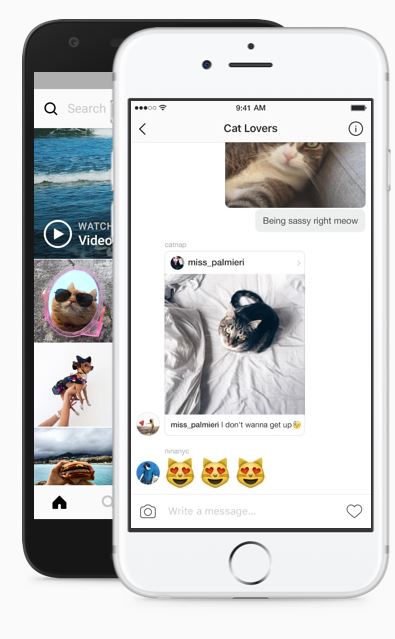 Search
WATCH
Video
9:41 AM
Cat Lovers
Being sassy right meow
catnap
miss_palmieri
miss_palmieri I don't wanna get up😴
ninanyc
😻😻😻
Write a message...